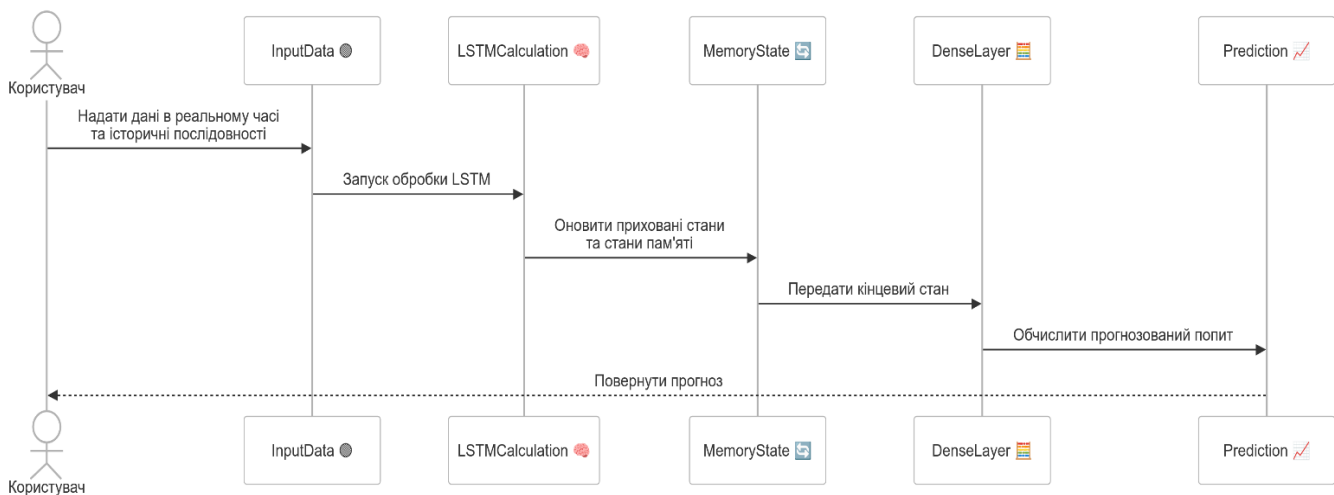 InputData
LSTMCalculation 🧠
MemoryState 🔄
DenseLayer 🧮
Prediction 📈
Користувач
Надати дані в реальному часі
та історичні послідовності
Запуск обробки LSTM
Оновити приховані стани
та стани пам'яті
Передати кінцевий стан
Обчислити прогнозований попит
Повернути прогноз
InputData
LSTMCalculation 🧠
MemoryState 🔄
DenseLayer 🧮
Prediction 📈
Користувач